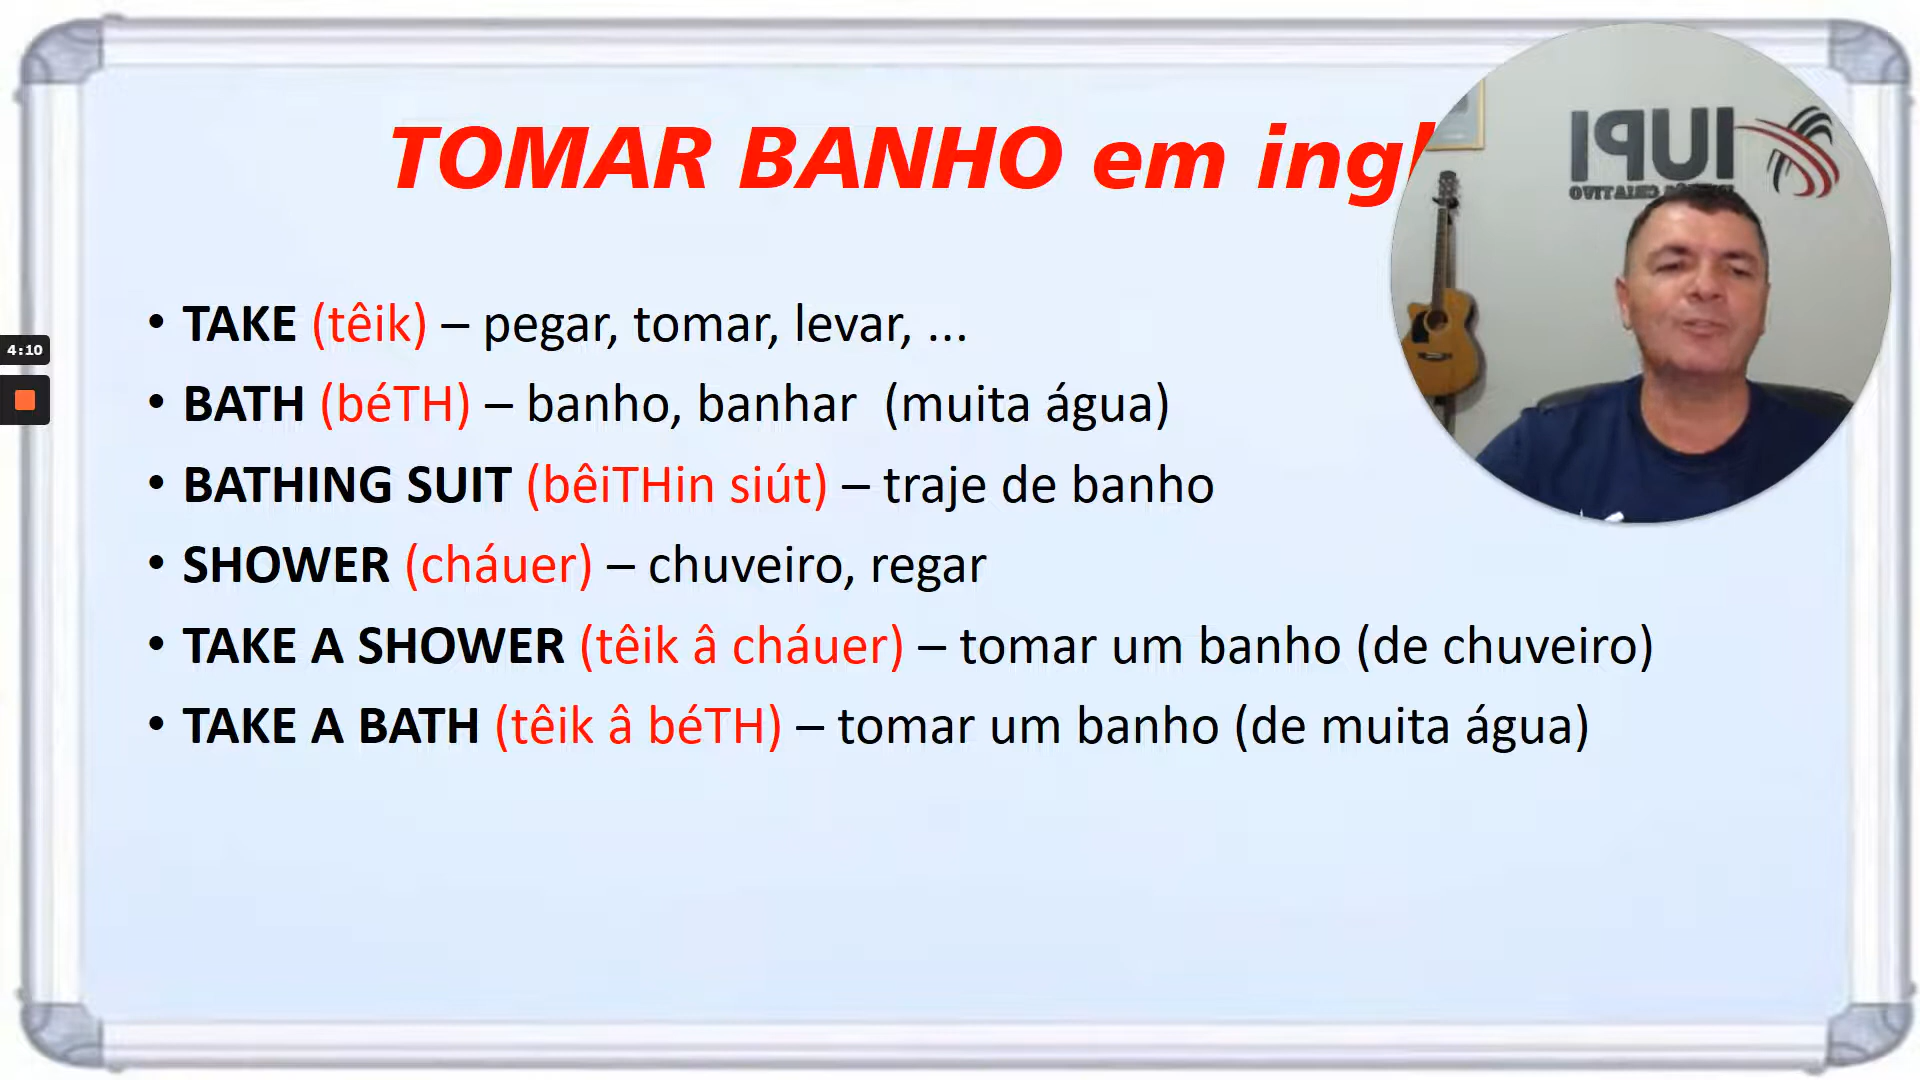 TOMAR BANHO em ingl
IUPI
TAKE (têik) – pegar, tomar, levar, ...
4:10
BATH (béTH) – banho, banhar (muita água)
BATHING SUIT (bêiTHin siút) – traje de banho
SHOWER (cháuer) – chuveiro, regar
TAKE A SHOWER (têik â cháuer) – tomar um banho (de chuveiro)
TAKE A BATH (têik â béTH) – tomar um banho (de muita água)